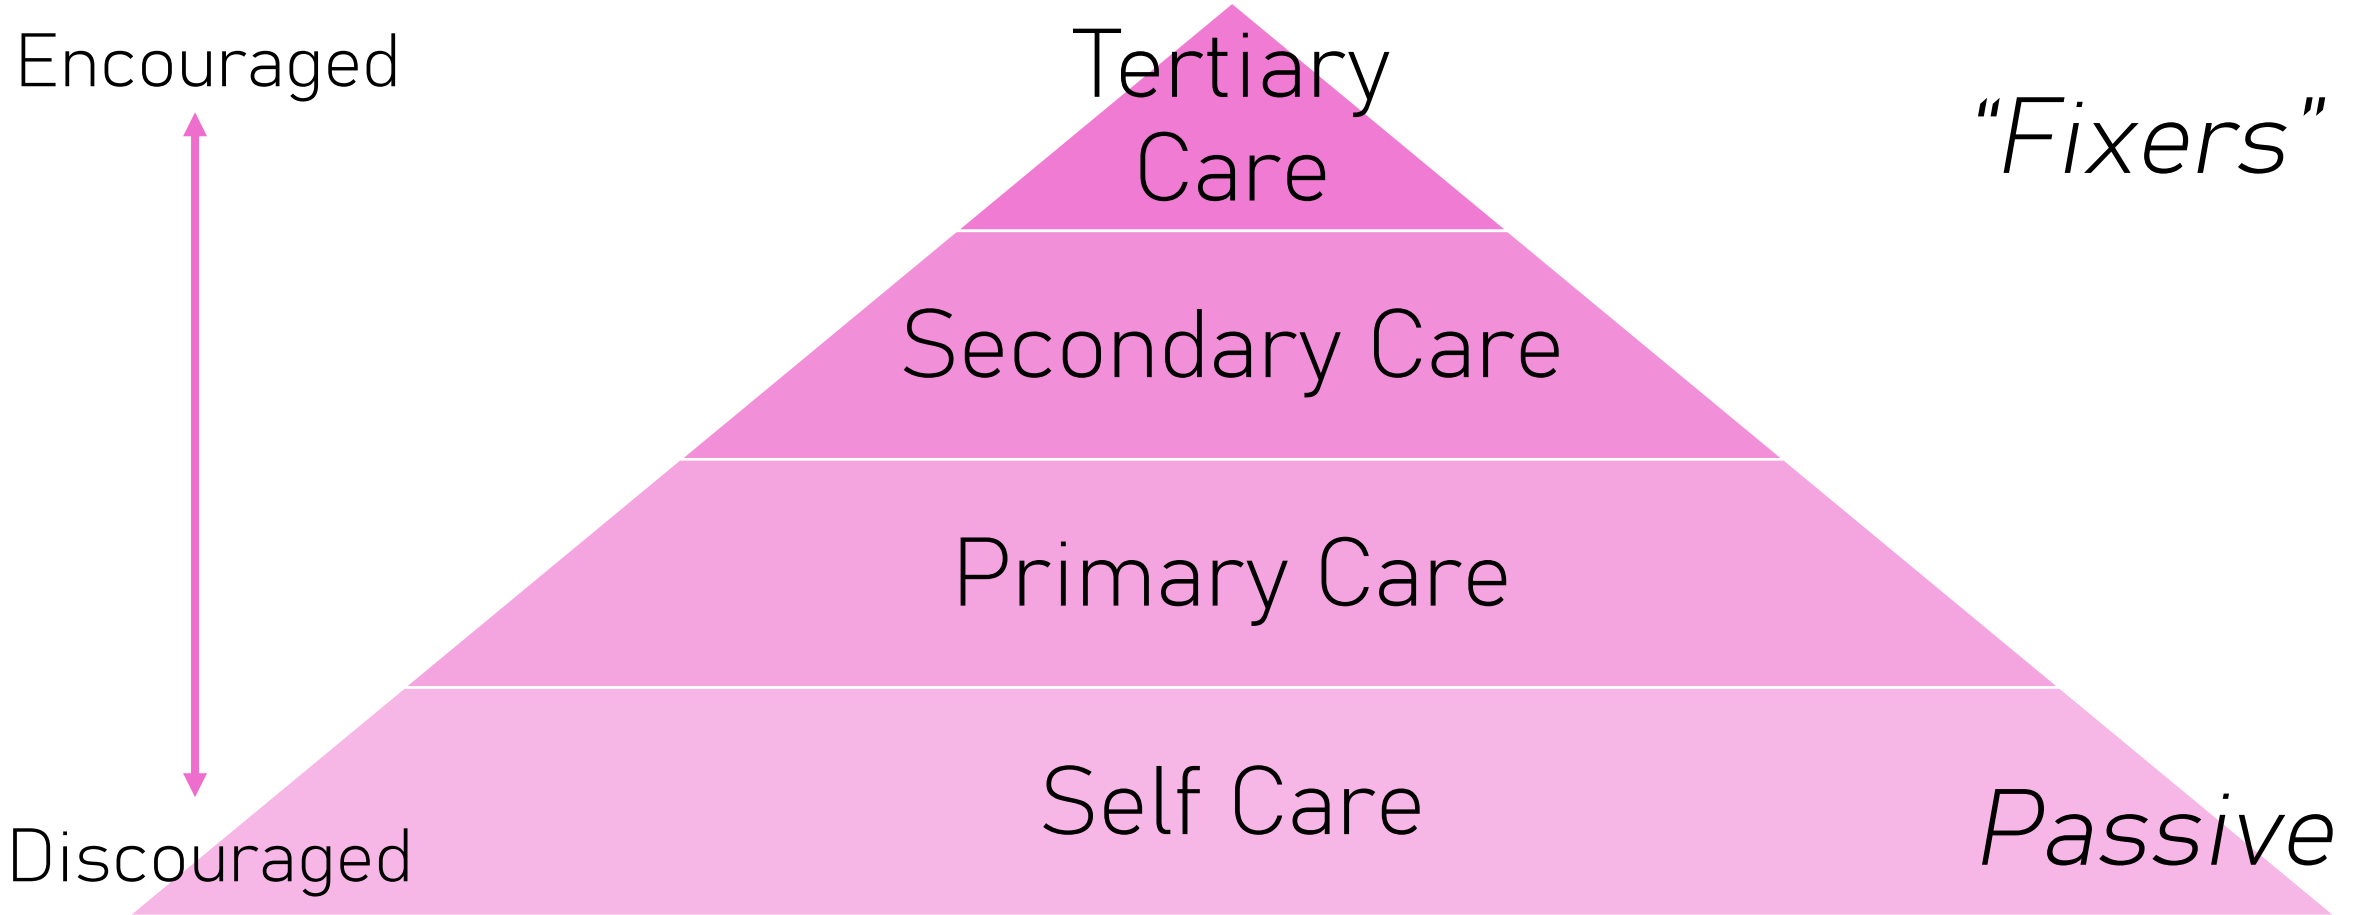 Encouraged
Tertiary
Care
“Fixers”
Secondary Care
Primary Care
Self Care
Discouraged
Passive